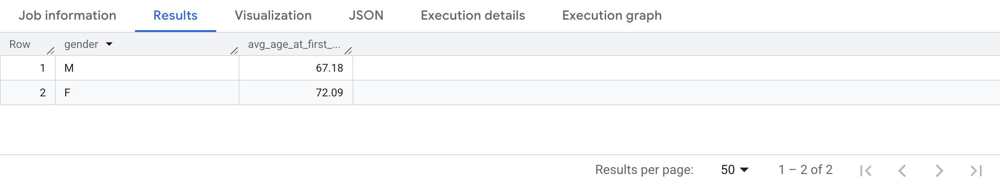 Job information Results Visualization JSON Execution details Execution graph
Row gender avg_age_at_first_...
1 M 67.18
2 F 72.09
Results per page: 50 1 – 2 of 2